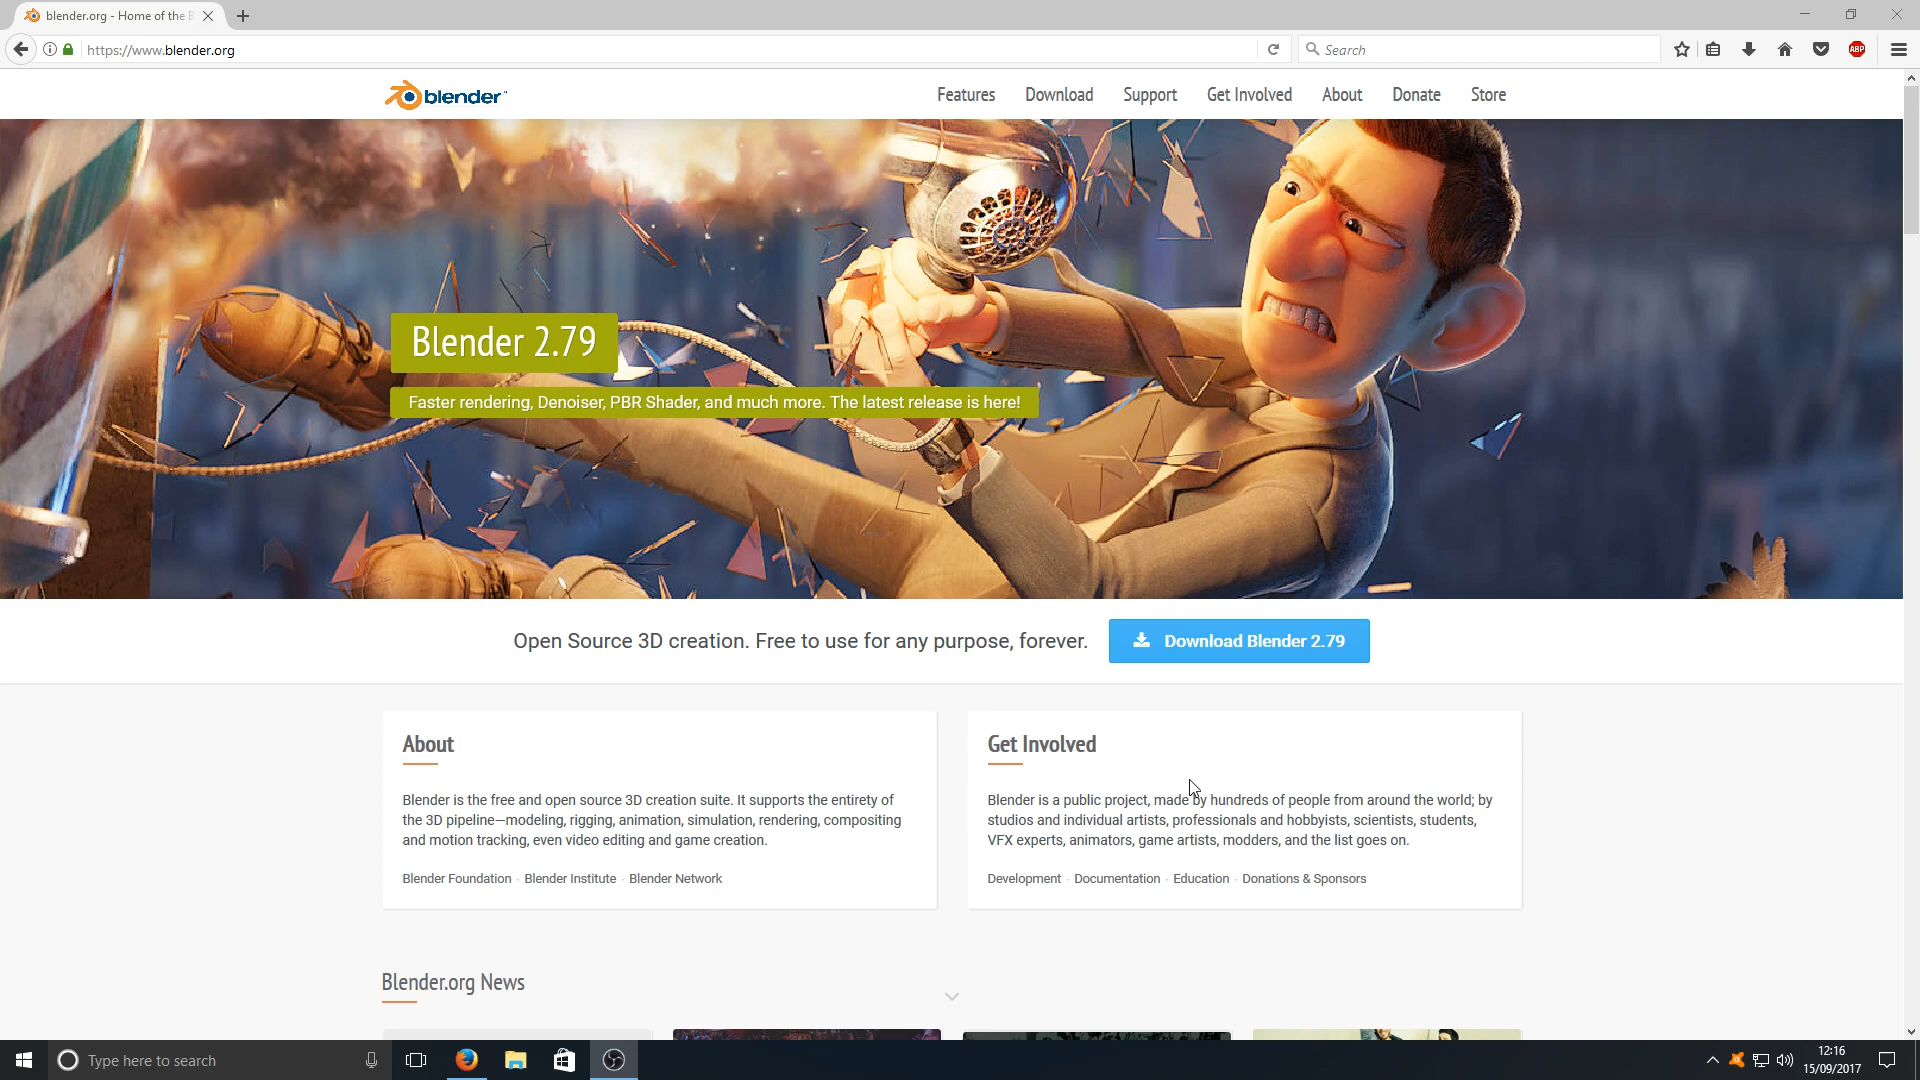 blender.org - Home of the B
https://www.blender.org
Search
ABP
blender
Features
Download
Support
Get Involved
About
Donate
Store
Blender 2.79
Faster rendering, Denoiser, PBR Shader, and much more. The latest release is here!
Open Source 3D creation. Free to use for any purpose, forever.
Download Blender 2.79
About
Blender is the free and open source 3D creation suite. It supports the entirety of
the 3D pipeline—modeling, rigging, animation, simulation, rendering, compositing
and motion tracking, even video editing and game creation.
Blender Foundation · Blender Institute · Blender Network
Get Involved
Blender is a public project, made by hundreds of people from around the world; by
studios and individual artists, professionals and hobbyists, scientists, students,
VFX experts, animators, game artists, modders, and the list goes on.
Development · Documentation · Education · Donations & Sponsors
Blender.org News
Type here to search
12:16
15/09/2017